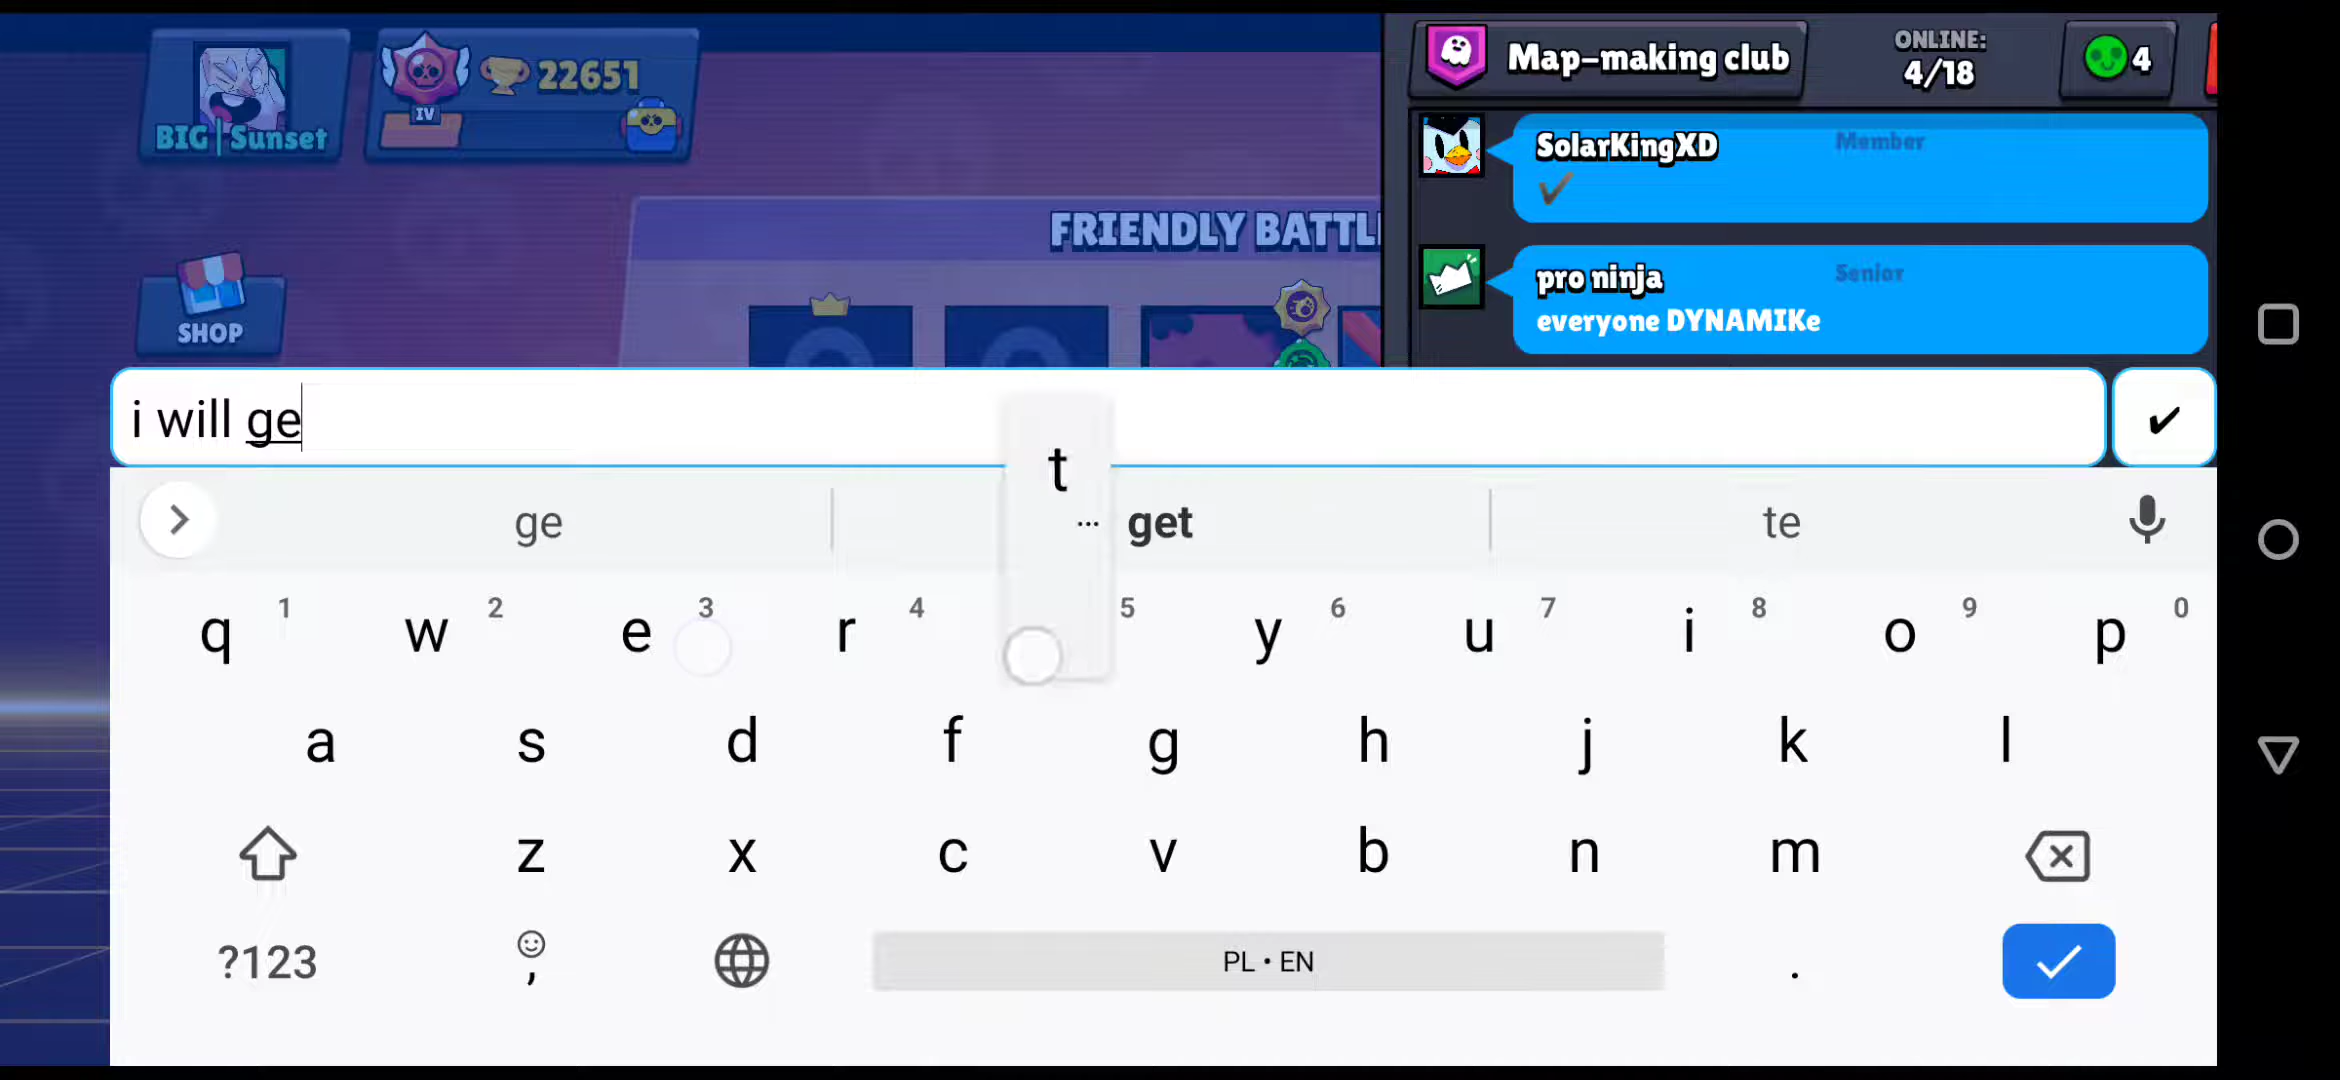 BIG|Sunset
IV
22651
SHOP
FRIENDLY BATTL
Map-making club
ONLINE:
4/18
4
SolarKingXD
Member
✔
pro ninja
Senior
everyone DYNAMIKe
i will ge
✔
t
...
ge
get
te
q 1 w 2 e 3 r 4 5 y 6 u 7 i 8 o 9 p 0
a s d f g h j k l
z x c v b n m
?123 , PL • EN .